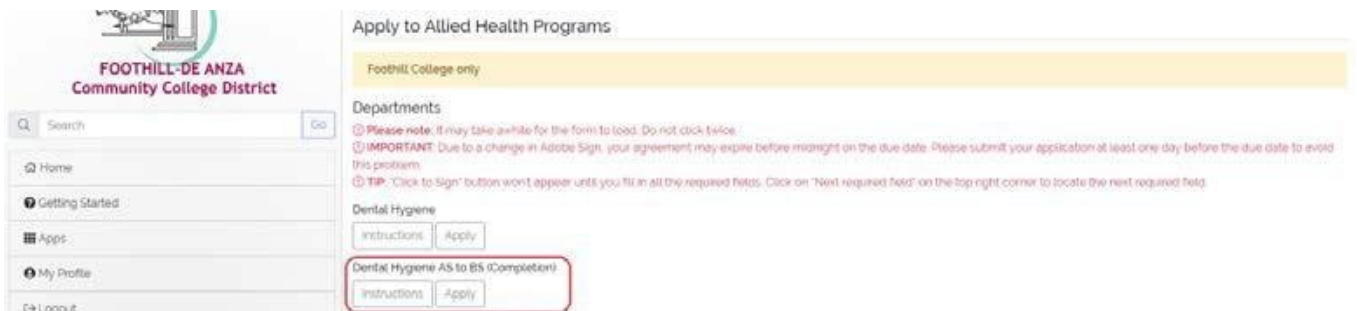 FOOTHILL-DE ANZA
Community College District
Search
Go
Home
Getting Started
Apps
My Profile
Logout
Apply to Allied Health Programs
Foothill College only
Departments
Please note: It may take awhile for the form to load. Do not click twice.
IMPORTANT: Due to a change in Adobe Sign, your agreement may expire before midnight on the due date. Please submit your application at least one day before the due date to avoid
this problem.
TIP: "Click to Sign" button won't appear until you fill in all the required fields. Click on "Next required field" on the top right corner to locate the next required field.
Dental Hygiene
Instructions Apply
Dental Hygiene AS to BS (Completion)
Instructions Apply